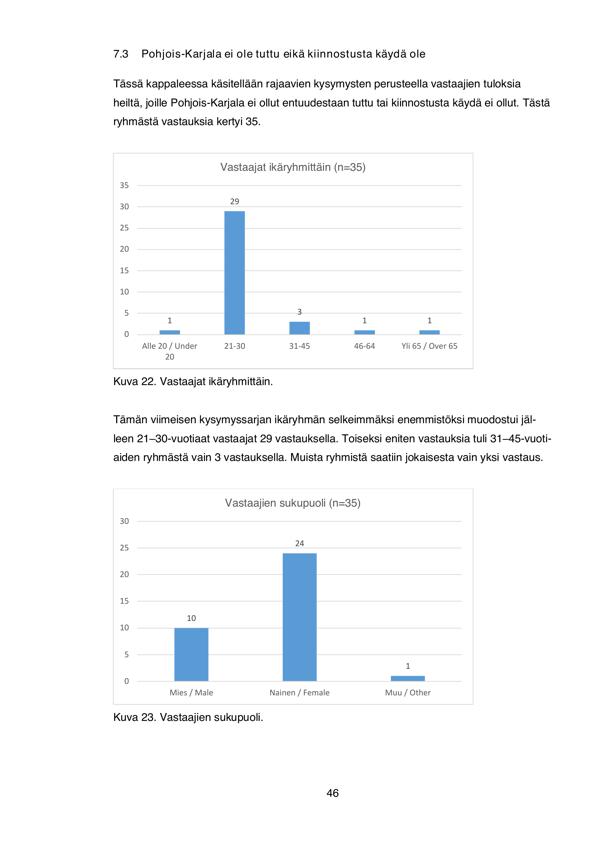 7.3 Pohjois-Karjala ei ole tuttu eikä kiinnostusta käydä ole
Tässä kappaleessa käsitellään rajaavien kysymysten perusteella vastaajien tuloksia
heiltä, joille Pohjois-Karjala ei ollut entuudestaan tuttu tai kiinnostusta käydä ei ollut. Tästä
ryhmästä vastauksia kertyi 35.
Vastaajat ikäryhmittäin (n=35)
35
30
25
20
15
10
5
0
1
29
3
1
1
Alle 20 / Under
20
21-30
31-45
46-64
Yli 65 / Over 65
Kuva 22. Vastaajat ikäryhmittäin.
Tämän viimeisen kysymyssarjan ikäryhmän selkeimmäksi enemmistöksi muodostui jäl-
leen 21–30-vuotiaat vastaajat 29 vastauksella. Toiseksi eniten vastauksia tuli 31–45-vuoti-
aiden ryhmästä vain 3 vastauksella. Muista ryhmistä saatiin jokaisesta vain yksi vastaus.
Vastaajien sukupuoli (n=35)
30
25
20
15
10
5
0
10
24
1
Mies / Male
Nainen / Female
Muu / Other
Kuva 23. Vastaajien sukupuoli.
46